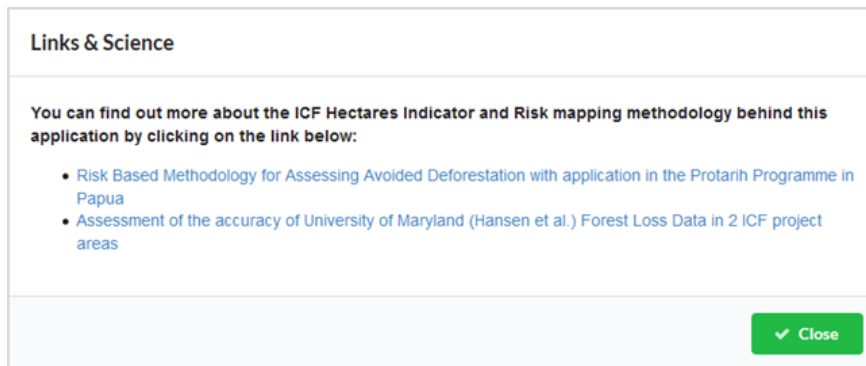 Links & Science
You can find out more about the ICF Hectares Indicator and Risk mapping methodology behind this
application by clicking on the link below:
• Risk Based Methodology for Assessing Avoided Deforestation with application in the Protarih Programme in
Papua
• Assessment of the accuracy of University of Maryland (Hansen et al.) Forest Loss Data in 2 ICF project
areas
✓ Close